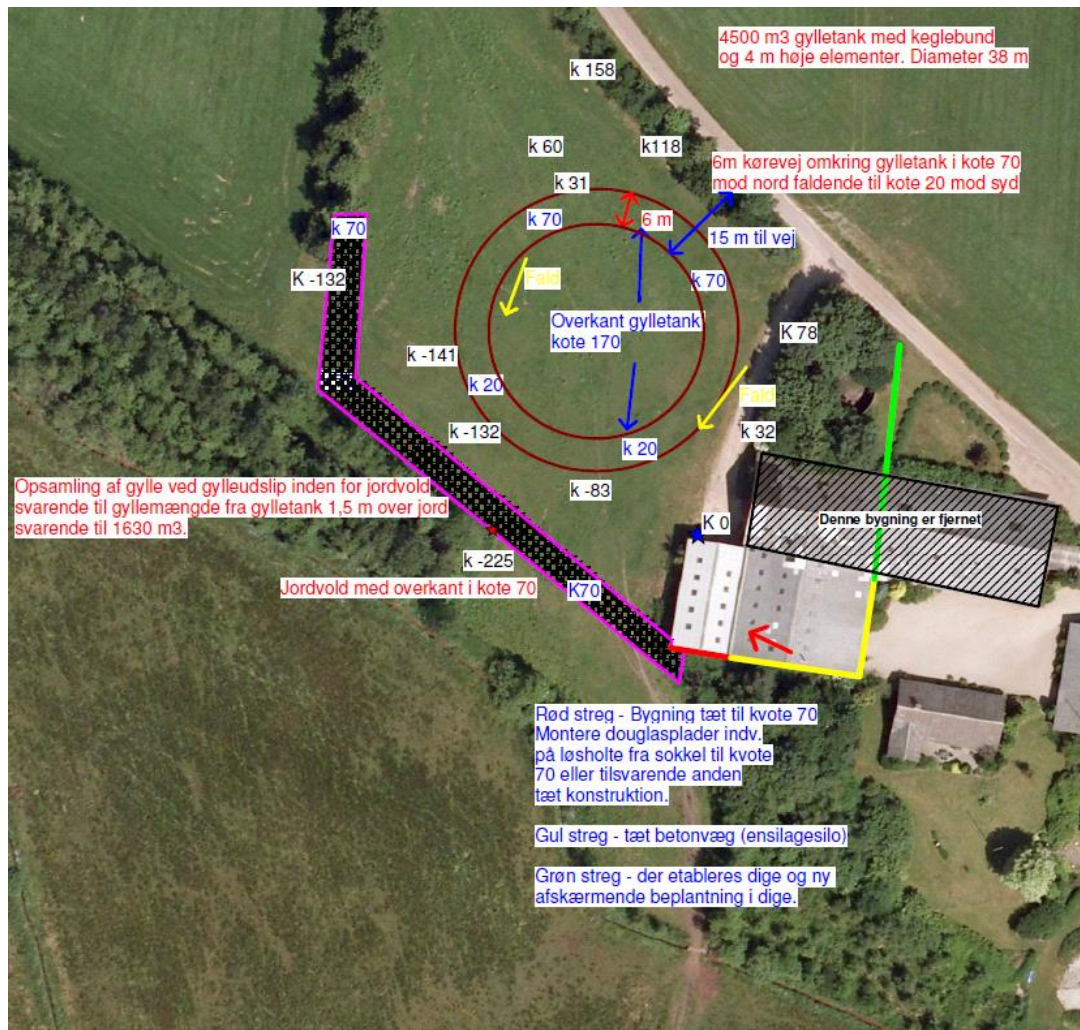 4500 m3 gylletank med keglebund
og 4 m høje elementer. Diameter 38 m
k 158
k 60
k118
6m kørevej omkring gylletank i kote 70
mod nord faldende til kote 20 mod syd
k 31
k 70
k 70
6 m
15 m til vej
K -132
Fald
k 70
Overkant gylletank
kote 170
K 78
k -141
k 20
Fald
k -132
k 32
k 20
Opsamling af gylle ved gylleudslip inden for jordvold
svarende til gyllemængde fra gylletank 1,5 m over jord
svarende til 1630 m3.
k -83
Denne bygning er fjernet
K 0
k -225
Jordvold med overkant i kote 70
K70
Rød streg - Bygning tæt til kvote 70
Montere douglasplader indv.
på løsholte fra sokkel til kvote
70 eller tilsvarende anden
tæt konstruktion.
Gul streg - tæt betonvæg (ensilagesilo)
Grøn streg - der etableres dige og ny
afskærmende beplantning i dige.